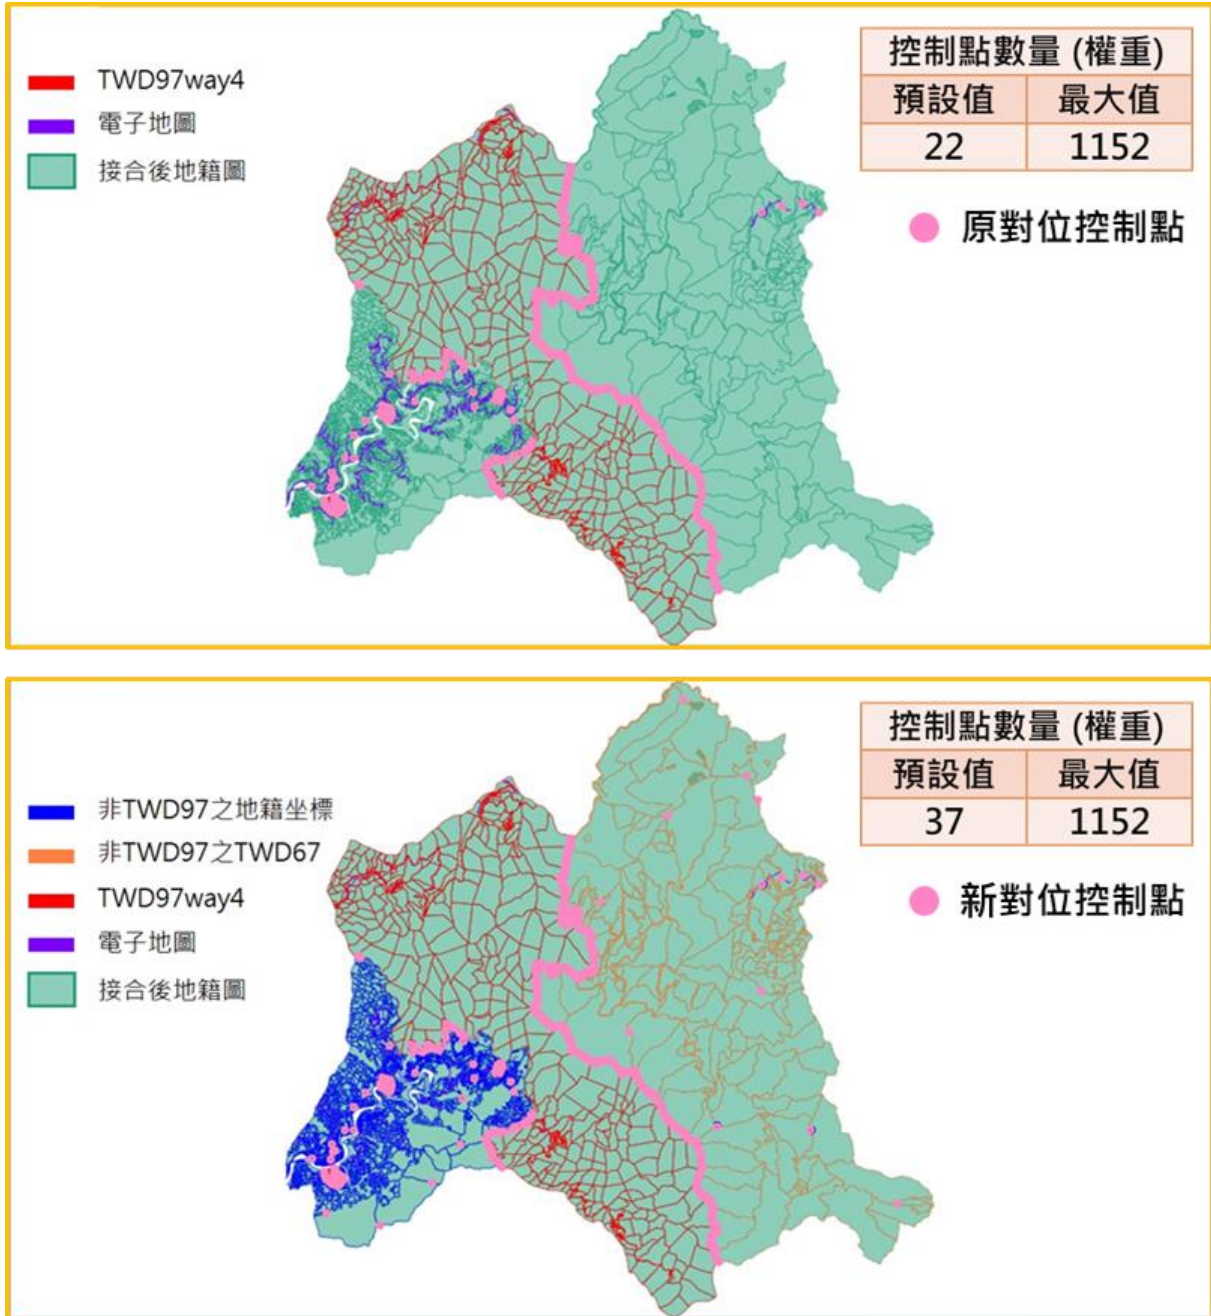 TWD97way4
電子地圖
接合後地籍圖
控制點數量 (權重)
預設值 最大值
22 1152
原對位控制點
非TWD97之地籍坐標
非TWD97之TWD67
TWD97way4
電子地圖
接合後地籍圖
控制點數量 (權重)
預設值 最大值
37 1152
新對位控制點